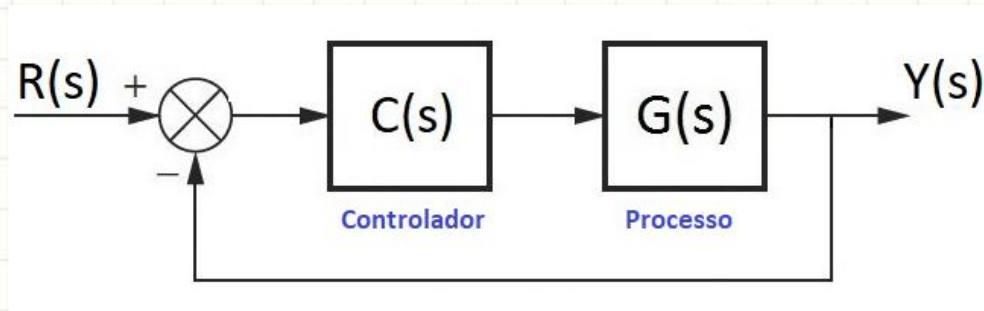 R(s) + C(s) G(s) Y(s)
−
Controlador Processo